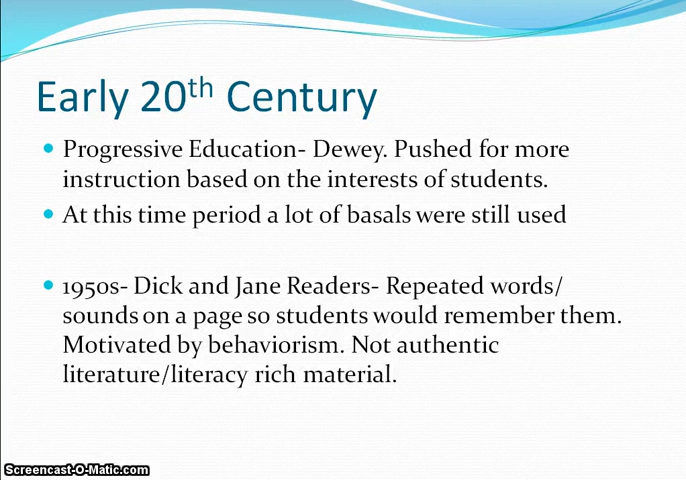 Early 20th Century
Progressive Education- Dewey. Pushed for more
instruction based on the interests of students.
At this time period a lot of basals were still used
1950s- Dick and Jane Readers- Repeated words/
sounds on a page so students would remember them.
Motivated by behaviorism. Not authentic
literature/literacy rich material.
Screencast-O-Matic.com